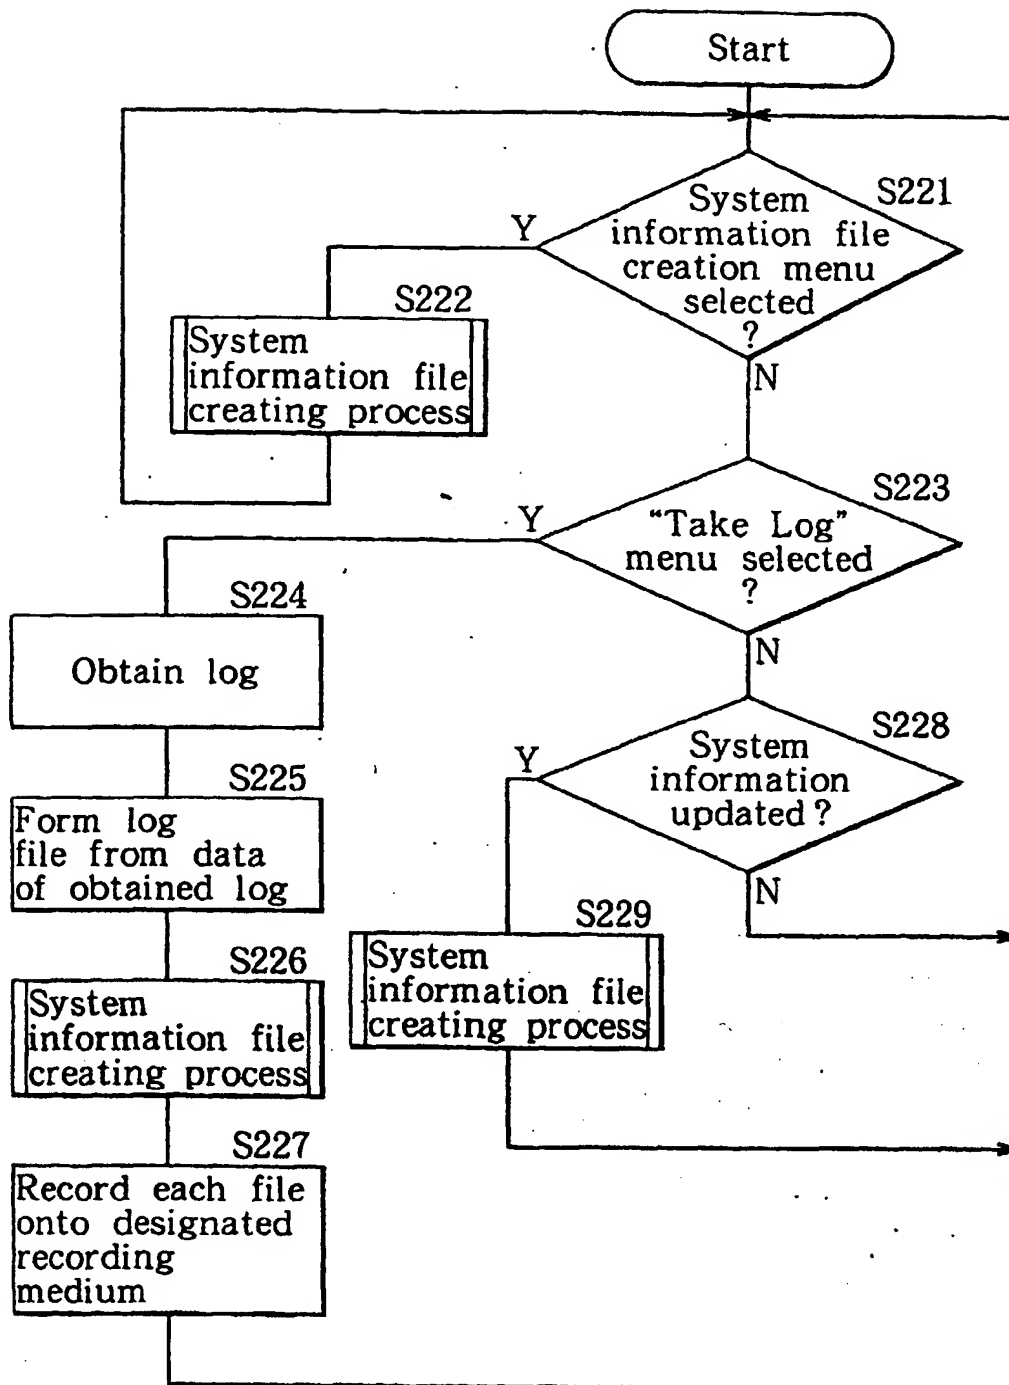 Start
S221
System
information file
creation menu
selected
?
Y
N
S222
System
information file
creating process
S223
“Take Log”
menu selected
?
Y
N
S224
Obtain log
S225
Form log
file from data
of obtained log
S226
System
information file
creating process
S227
Record each file
onto designated
recording
medium
S228
System
information
updated?
Y
N
S229
System
information file
creating process